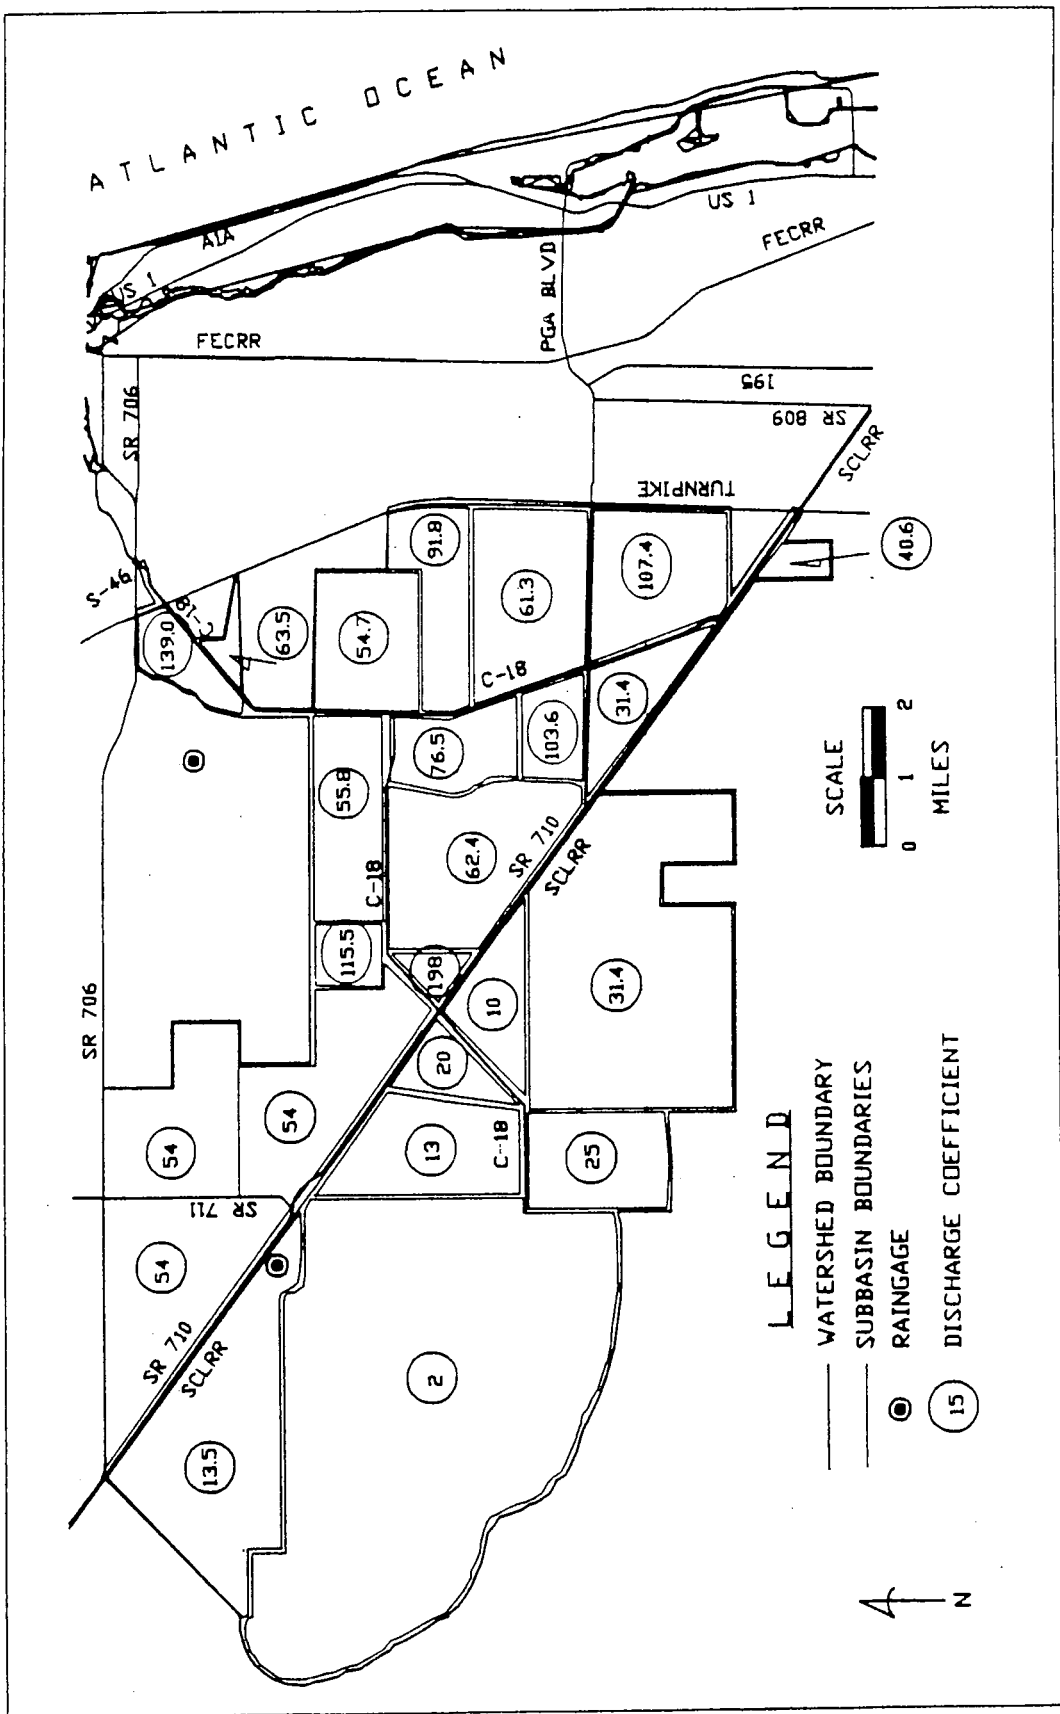 ATLANTIC OCEAN
A1A
US 1
FECRR
SR 706
PGA BLVD
US 1
FECRR
I95
SR 809
SCLRR
TURNPIKE
S-46
C-18
139.0
63.5
54.7
91.8
61.3
107.4
40.6
C-18
31.4
103.6
76.5
55.8
C-18
62.4
SR 710
SCLRR
115.5
198
10
31.4
20
13
C-18
25
SR 706
54
54
SR 711
54
SR 710
SCLRR
13.5
2
SCALE
0 1 2
MILES
LEGEND
WATERSHED BOUNDARY
SUBBASIN BOUNDARIES
RAINGAGE
15 DISCHARGE COEFFICIENT
N